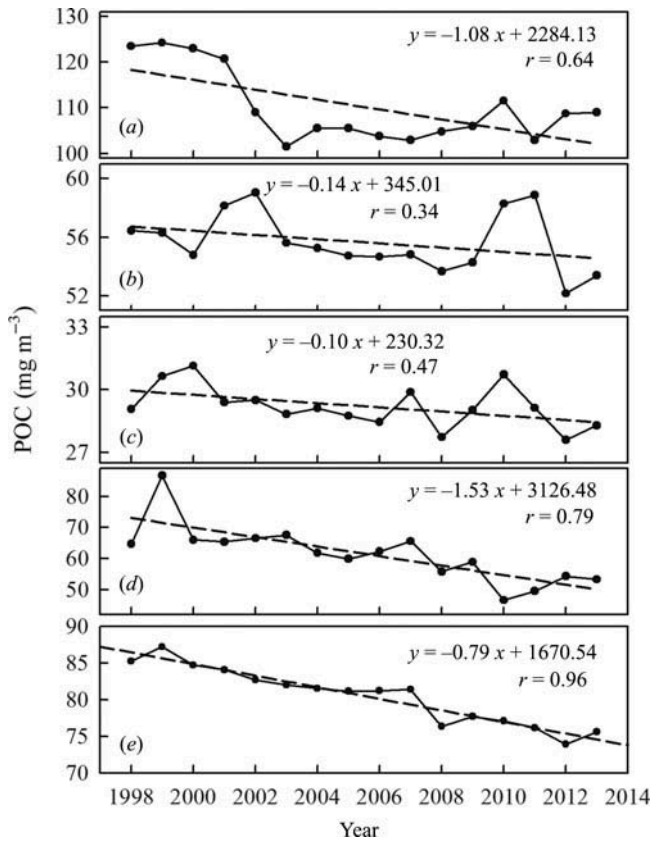 130
120
110
100
y = –1.08 x + 2284.13
r = 0.64
(a)
60
56
52
y = –0.14 x + 345.01
r = 0.34
(b)
33
30
27
y = –0.10 x + 230.32
r = 0.47
(c)
80
70
60
50
y = –1.53 x + 3126.48
r = 0.79
(d)
90
85
80
75
70
y = –0.79 x + 1670.54
r = 0.96
(e)
POC (mg m⁻³)
1998 2000 2002 2004 2006 2008 2010 2012 2014
Year